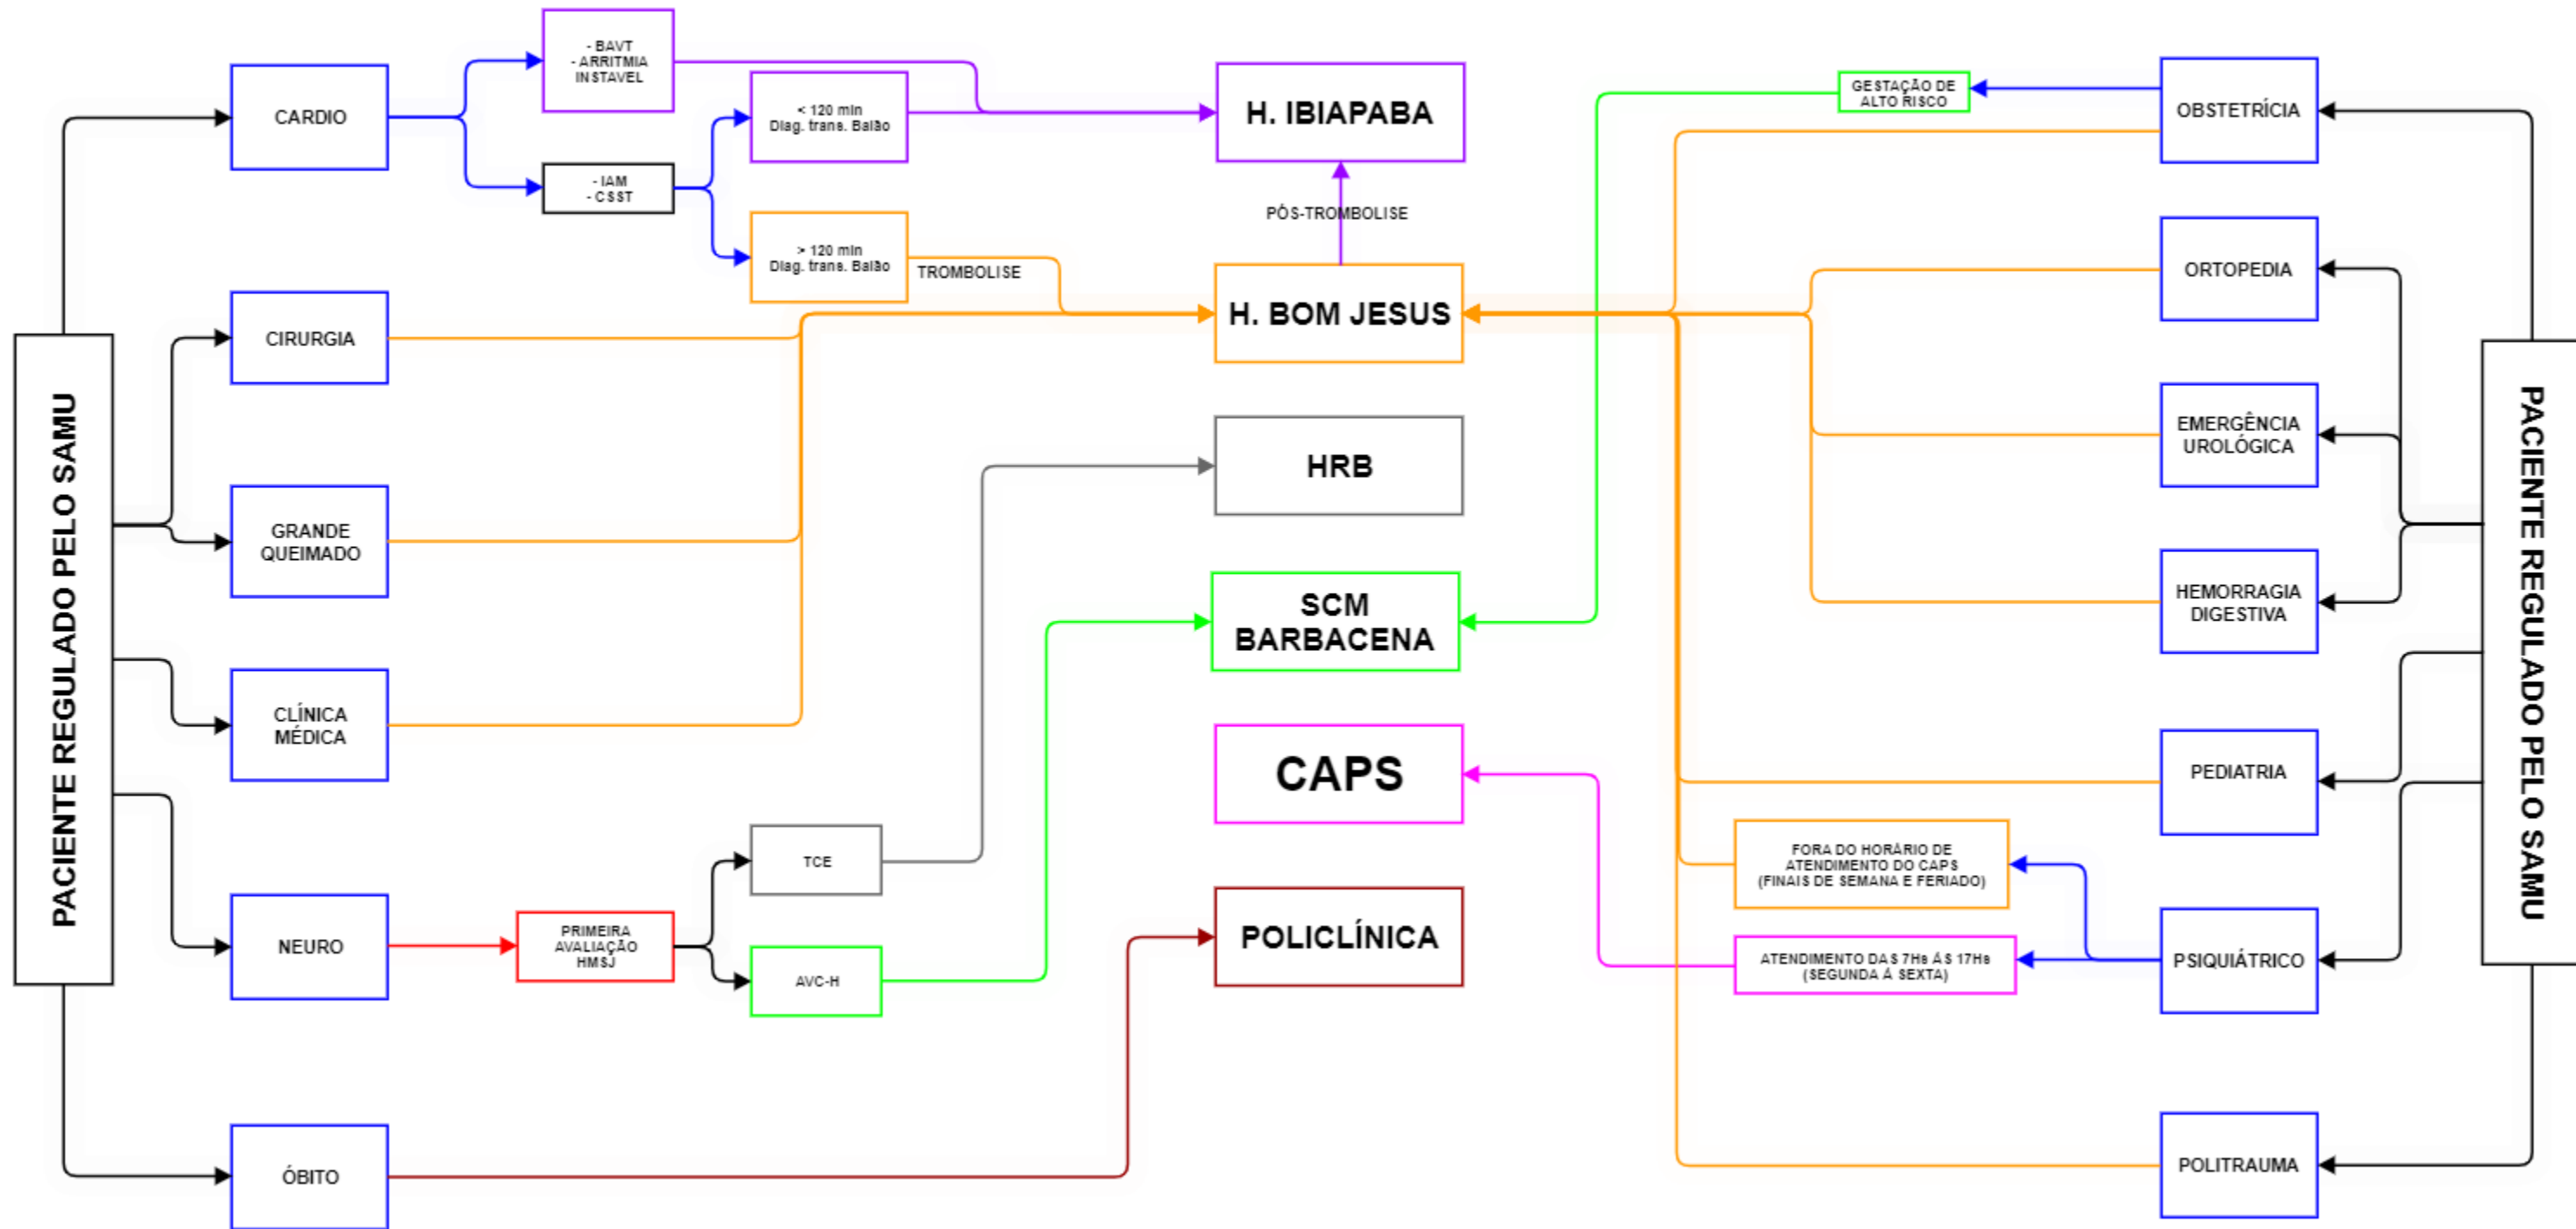 PACIENTE REGULADO PELO SAMU
CARDIO
- BAVT
- ARRITMIA
INSTAVEL
- IAM
- CSST
< 120 min
Diag. trans. Balão
> 120 min
Diag. trans. Balão
TROMBOLISE
CIRURGIA
GRANDE
QUEIMADO
CLÍNICA
MÉDICA
NEURO
PRIMEIRA
AVALIAÇÃO
HMSJ
TCE
AVC-H
ÓBITO
H. IBIAPABA
PÓS-TROMBOLISE
H. BOM JESUS
HRB
SCM
BARBACENA
CAPS
POLICLÍNICA
GESTAÇÃO DE
ALTO RISCO
OBSTETRÍCIA
ORTOPEDIA
EMERGÊNCIA
UROLÓGICA
HEMORRAGIA
DIGESTIVA
PEDIATRIA
FORA DO HORÁRIO DE
ATENDIMENTO DO CAPS
(FINAIS DE SEMANA E FERIADO)
ATENDIMENTO DAS 7Hs ÁS 17Hs
(SEGUNDA Á SEXTA)
PSIQUIÁTRICO
POLITRAUMA
PACIENTE REGULADO PELO SAMU